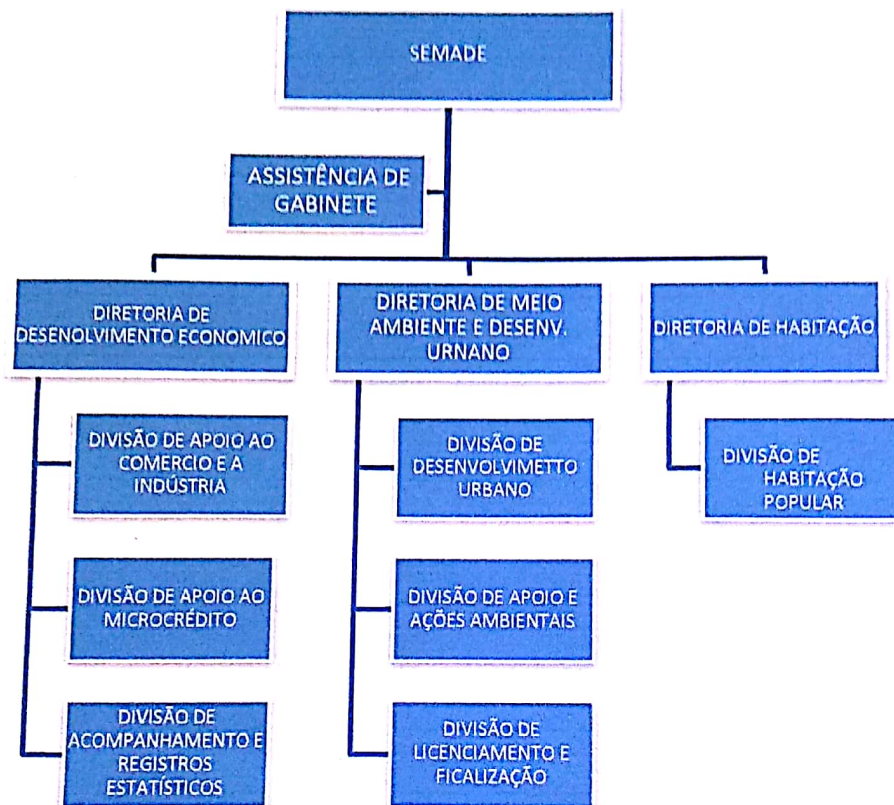 SEMADE
ASSISTÊNCIA DE
GABINETE
DIRETORIA DE
DESENOLVIMENTO ECONOMICO
DIRETORIA DE MEIO
AMBIENTE E DESENV.
URNANO
DIRETORIA DE HABITAÇÃO
DIVISÃO DE APOIO AO
COMERCIO E A
INDÚSTRIA
DIVISÃO DE
DESENVOLVIMETTO
URBANO
DIVISÃO DE
HABITAÇÃO
POPULAR
DIVISÃO DE APOIO AO
MICROCRÉDITO
DIVISÃO DE APOIO E
AÇÕES AMBIENTAIS
DIVISÃO DE
ACOMPANHAMENTO E
REGISTROS
ESTATÍSTICOS
DIVISÃO DE
LICENCIAMENTO E
FICALIZAÇÃO